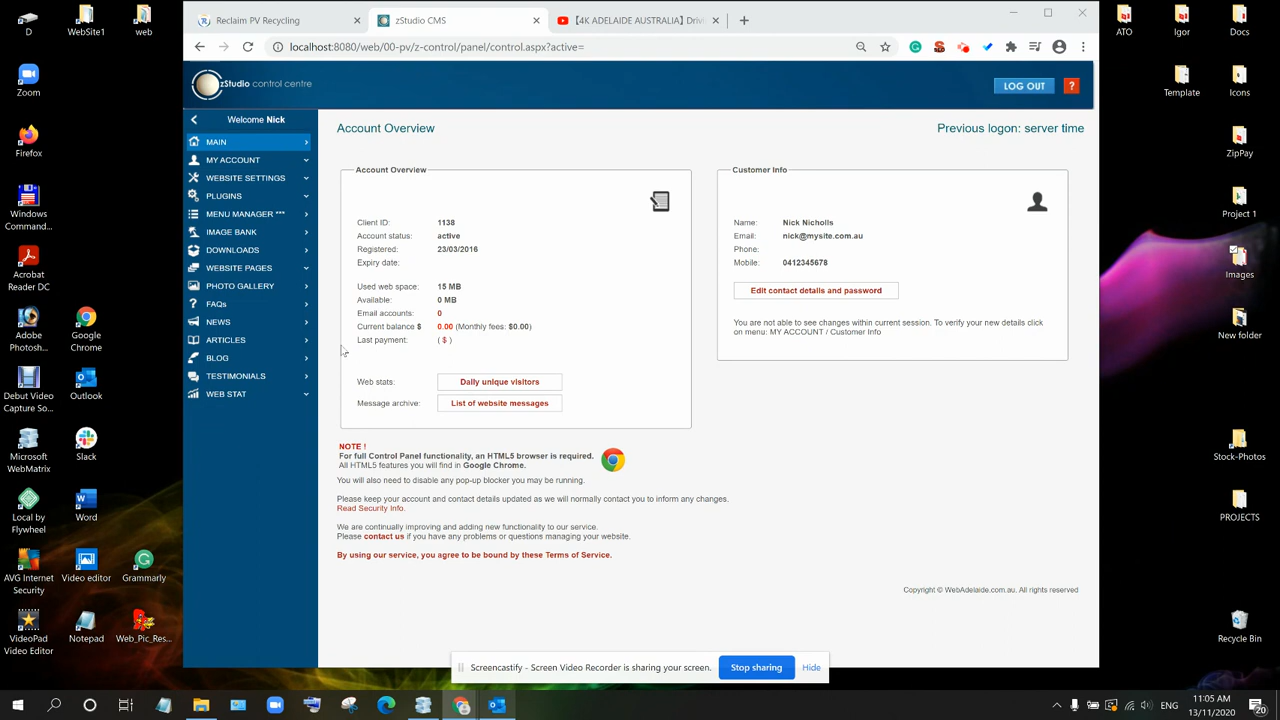 D
WebSite1
web
Zoom
Firefox
Windows
Command...
Acrobat
Reader DC
Adobe
Photosh...
Google
Chrome
Debut Video
Capture So...
Outlook
Microsoft
WebMatrix
Slack
Local by
Flywheel
Word
AVG Internet
Security
Video editor
Grammarly
VideoPad
Video Editor
Notepad
Web_Pic_Res...
Reclaim PV Recycling
zStudio CMS
【4K ADELAIDE AUSTRALIA】Drivi
localhost:8080/web/00-pv/z-control/panel/control.aspx?active=
zStudio control centre
LOG OUT
?
Welcome Nick
MAIN
MY ACCOUNT
WEBSITE SETTINGS
PLUGINS
MENU MANAGER ***
IMAGE BANK
DOWNLOADS
WEBSITE PAGES
PHOTO GALLERY
FAQs
NEWS
ARTICLES
BLOG
TESTIMONIALS
WEB STAT
Account Overview
Previous logon: server time
Account Overview
Client ID: 1138
Account status: active
Registered: 23/03/2016
Expiry date:
Used web space: 15 MB
Available: 0 MB
Email accounts: 0
Current balance $ 0.00 (Monthly fees: $0.00)
Last payment: ( $ )
Web stats: Daily unique visitors
Message archive: List of website messages
Customer Info
Name: Nick Nicholls
Email: nick@mysite.com.au
Phone:
Mobile: 0412345678
Edit contact details and password
You are not able to see changes within current session. To verify your new details click
on menu: MY ACCOUNT / Customer Info
NOTE !
For full Control Panel functionality, an HTML5 browser is required.
All HTML5 features you will find in Google Chrome.
You will also need to disable any pop-up blocker you may be running.
Please keep your account and contact details updated as we will normally contact you to inform any changes.
Read Security Info.
We are continually improving and adding new functionality to our service.
Please contact us if you have any problems or questions managing your website.
By using our service, you agree to be bound by these Terms of Service.
Copyright © WebAdelaide.com.au. All rights reserved
Screencastify - Screen Video Recorder is sharing your screen.
Stop sharing
Hide
ATO
Igor
Docs
Template
Icons
ZipPay
Project 1
Images
New folder
Stock-Photos
PROJECTS
Recycle Bin
ENG
11:05 AM
13/11/2020
20